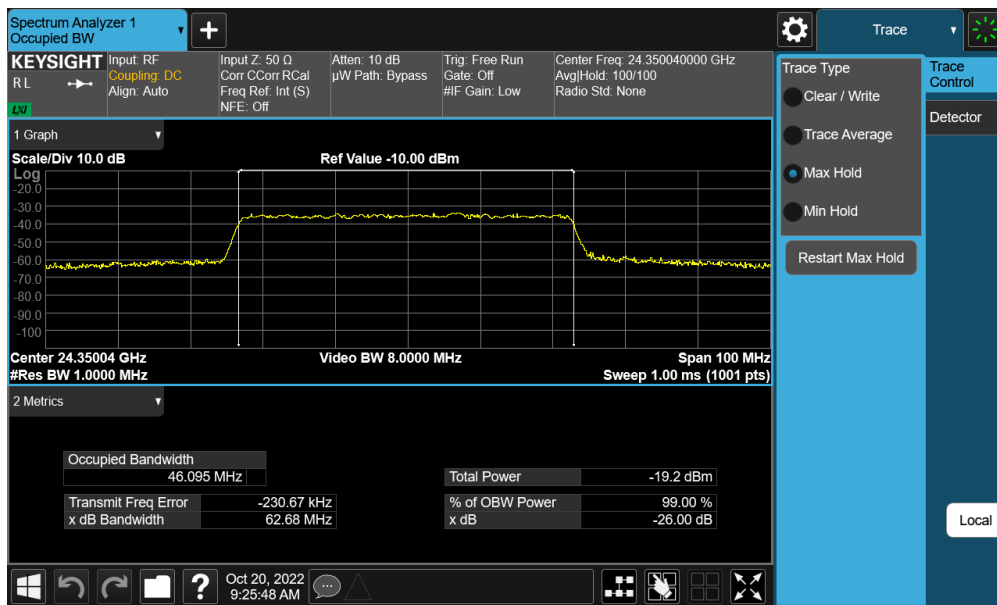 Spectrum Analyzer 1
Occupied BW
+
Trace
KEYSIGHT
R L
LXI
Input: RF
Coupling: DC
Align: Auto
Input Z: 50 Ω
Corr CCorr RCal
Freq Ref: Int (S)
NFE: Off
Atten: 10 dB
µW Path: Bypass
Trig: Free Run
Gate: Off
#IF Gain: Low
Center Freq: 24.350040000 GHz
Avg|Hold: 100/100
Radio Std: None
Trace Type
Clear / Write
Trace Average
Max Hold
Min Hold
Restart Max Hold
Trace
Control
Detector
Local
1 Graph
Scale/Div 10.0 dB
Ref Value -10.00 dBm
Log
-20.0
-30.0
-40.0
-50.0
-60.0
-70.0
-80.0
-90.0
-100
Center 24.35004 GHz
Video BW 8.0000 MHz
Span 100 MHz
#Res BW 1.0000 MHz
Sweep 1.00 ms (1001 pts)
2 Metrics
Occupied Bandwidth
46.095 MHz
Total Power -19.2 dBm
Transmit Freq Error -230.67 kHz
% of OBW Power 99.00 %
x dB Bandwidth 62.68 MHz
x dB -26.00 dB
?
Oct 20, 2022
9:25:48 AM